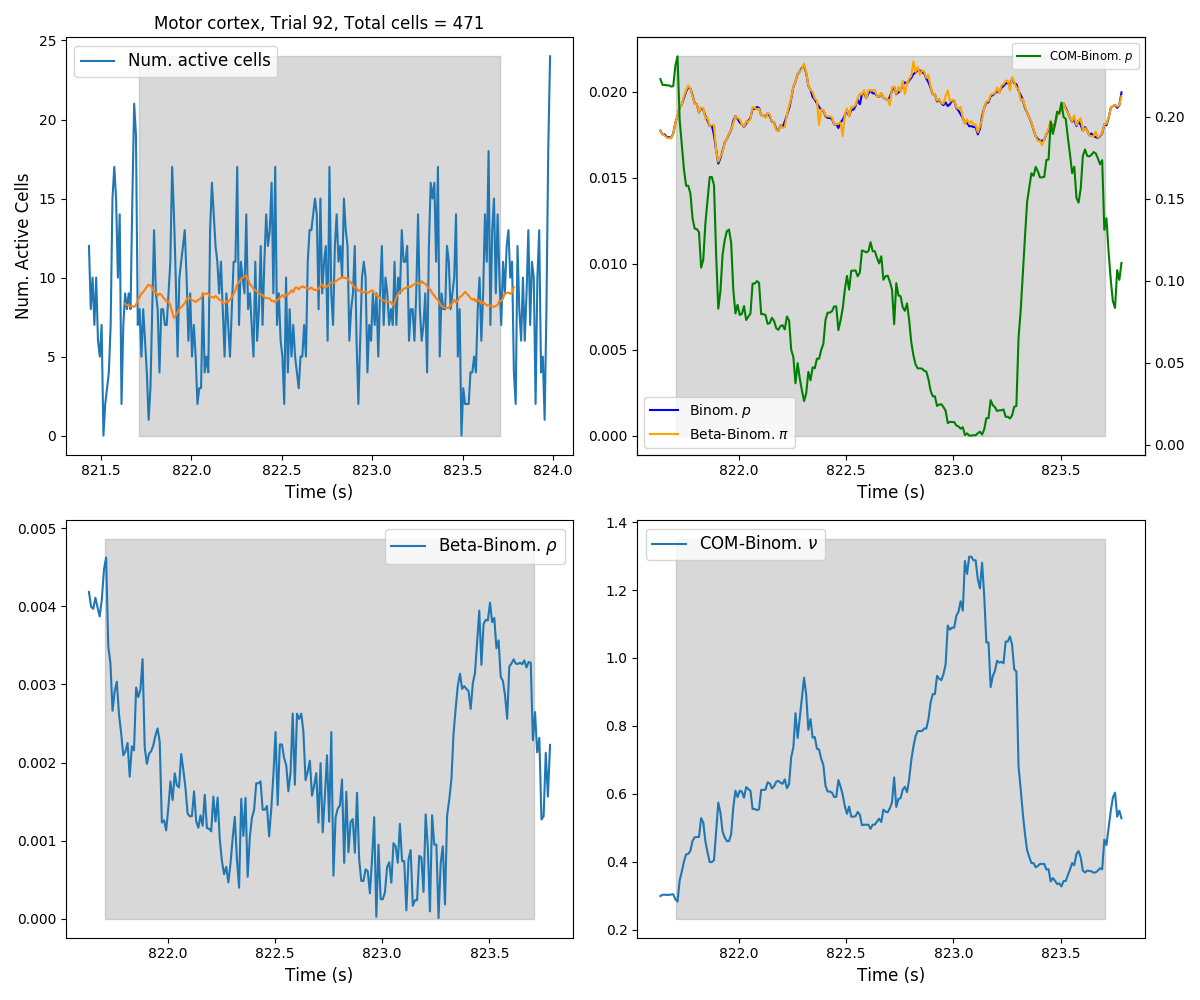 Motor cortex, Trial 92, Total cells = 471
Num. Active Cells
25
20
15
10
5
0
Num. active cells
821.5 822.0 822.5 823.0 823.5 824.0
Time (s)
0.020
0.015
0.010
0.005
0.000
COM-Binom. p
Binom. p
Beta-Binom. π
0.20
0.15
0.10
0.05
0.00
822.0 822.5 823.0 823.5
Time (s)
0.005
0.004
0.003
0.002
0.001
0.000
Beta-Binom. ρ
822.0 822.5 823.0 823.5
Time (s)
1.4
1.2
1.0
0.8
0.6
0.4
0.2
COM-Binom. ν
822.0 822.5 823.0 823.5
Time (s)